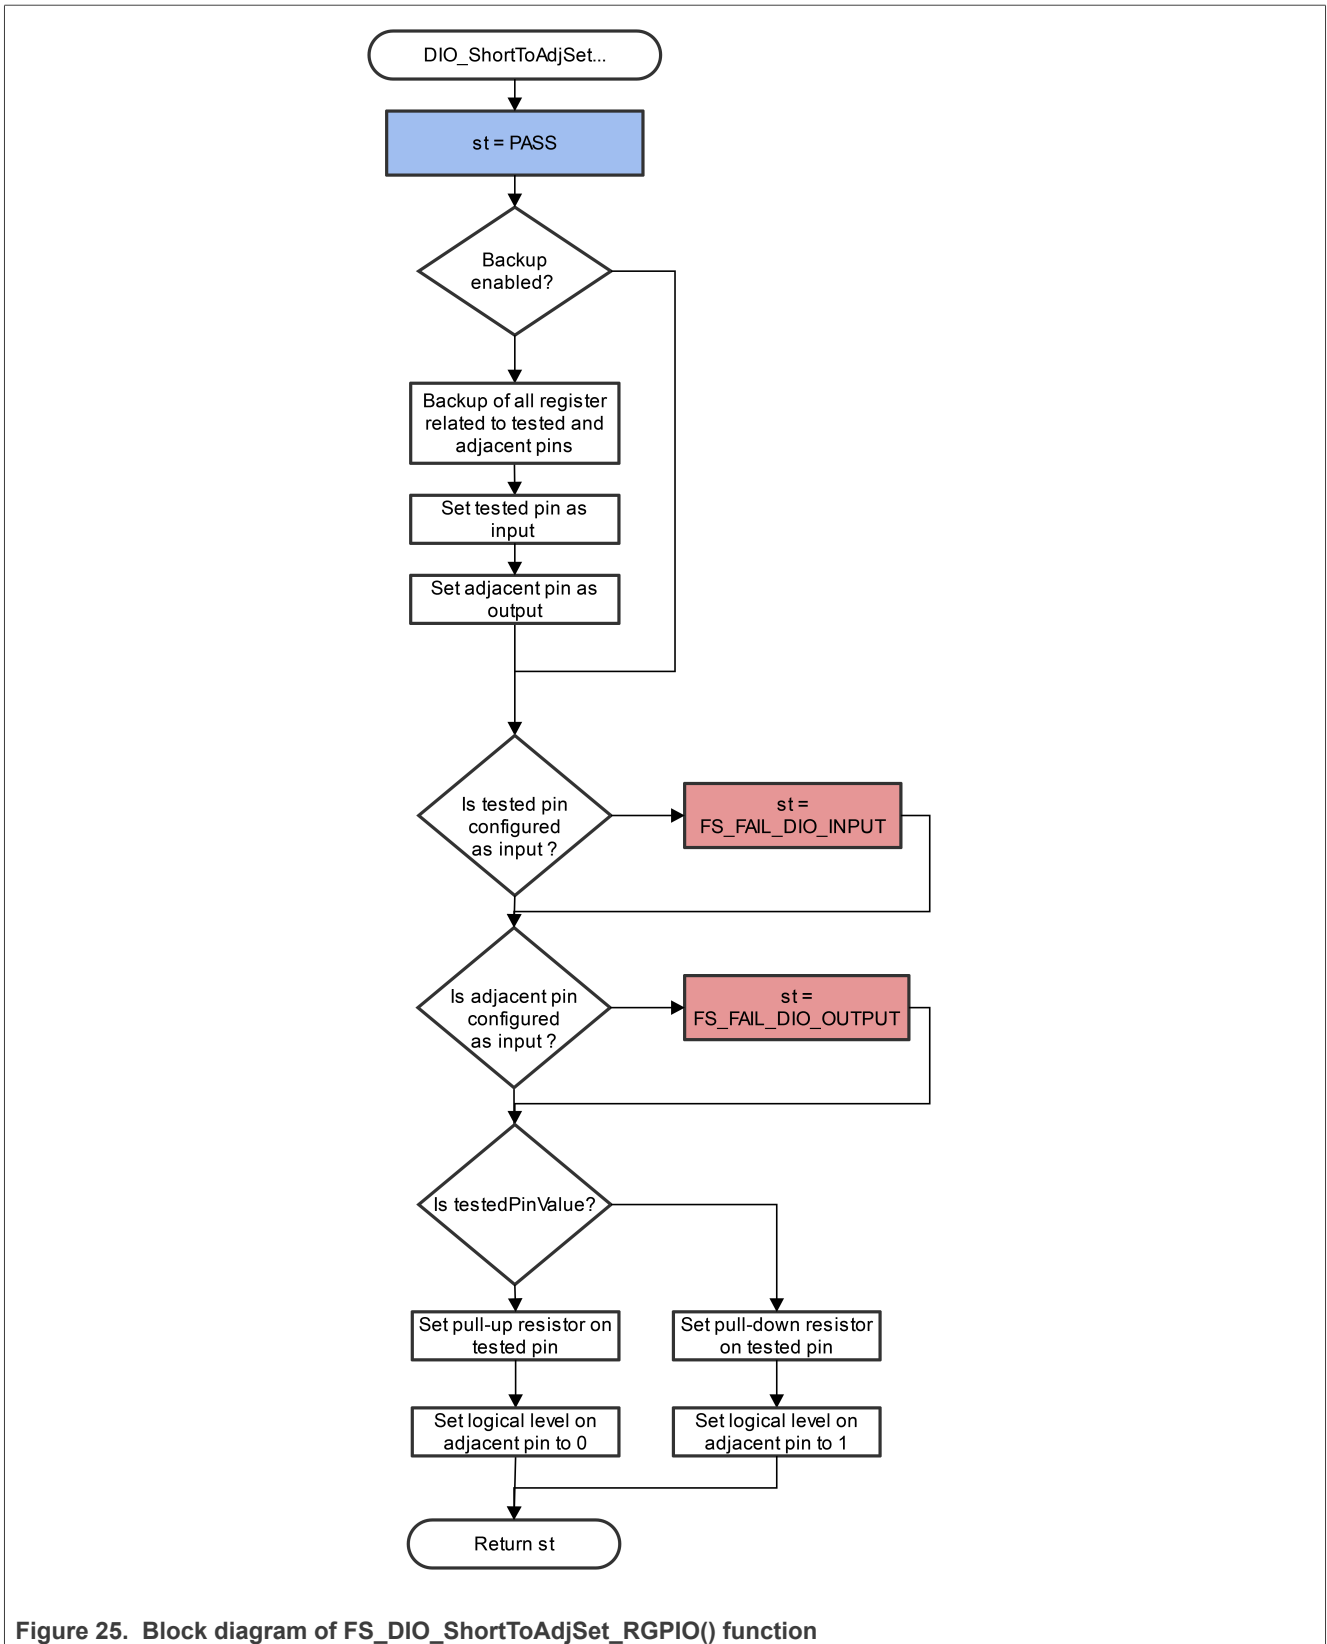 DIO_ShortToAdjSet...
st = PASS
Backup
enabled?
Backup of all register
related to tested and
adjacent pins
Set tested pin as
input
Set adjacent pin as
output
Is tested pin
configured
as input ?
st =
FS_FAIL_DIO_INPUT
Is adjacent pin
configured
as input ?
st =
FS_FAIL_DIO_OUTPUT
Is testedPinValue?
Set pull-up resistor on
tested pin
Set pull-down resistor
on tested pin
Set logical level on
adjacent pin to 0
Set logical level on
adjacent pin to 1
Return st
Figure 25. Block diagram of FS_DIO_ShortToAdjSet_RGPIO() function